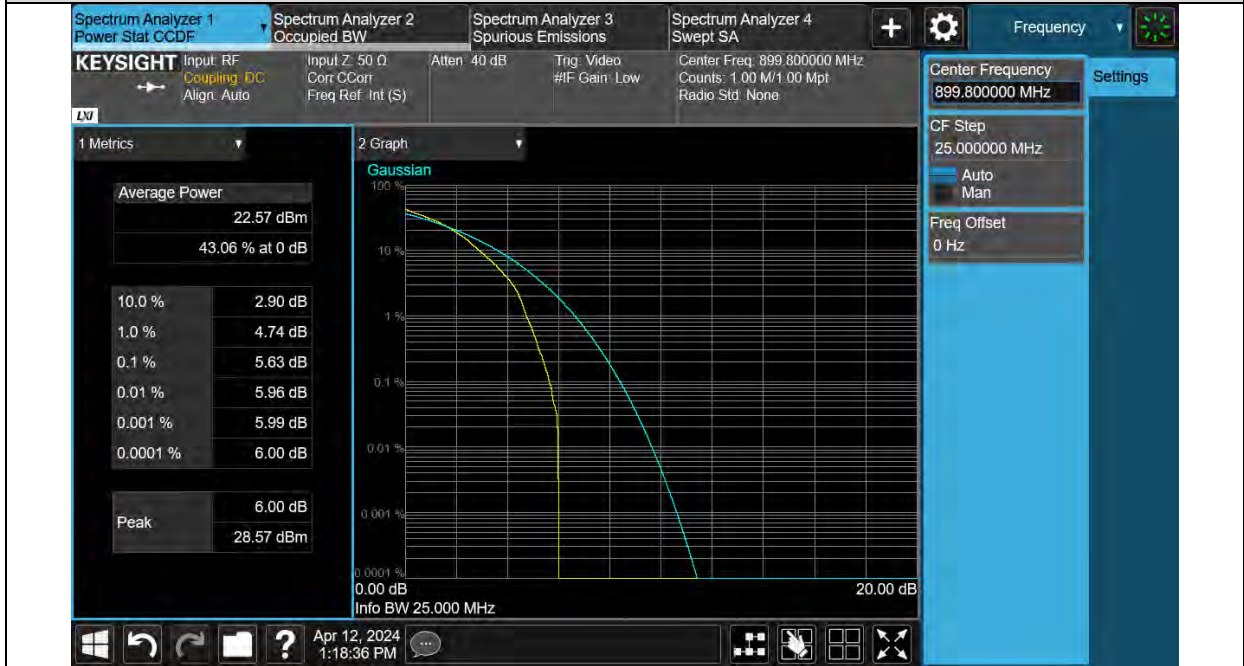 Spectrum Analyzer 1
Power Stat CCDF
Spectrum Analyzer 2
Occupied BW
Spectrum Analyzer 3
Spurious Emissions
Spectrum Analyzer 4
Swept SA
Frequency
KEYSIGHT
Input: RF
Coupling: DC
Align: Auto
Input Z: 50 Ω
Corr CCorr
Freq Ref: Int (S)
Atten: 40 dB
Trig: Video
#IF Gain: Low
Center Freq: 899.800000 MHz
Counts: 1.00 M/1.00 Mpt
Radio Std: None
LXI
Center Frequency
899.800000 MHz
Settings
CF Step
25.000000 MHz
Auto
Man
Freq Offset
0 Hz
1 Metrics
Average Power
22.57 dBm
43.06 % at 0 dB
10.0 % 2.90 dB
1.0 % 4.74 dB
0.1 % 5.63 dB
0.01 % 5.96 dB
0.001 % 5.99 dB
0.0001 % 6.00 dB
Peak
6.00 dB
28.57 dBm
2 Graph
Gaussian
100 %
10 %
1 %
0.1 %
0.01 %
0.001 %
0.0001 %
0.00 dB
20.00 dB
Info BW 25.000 MHz
?
Apr 12, 2024
1:18:36 PM